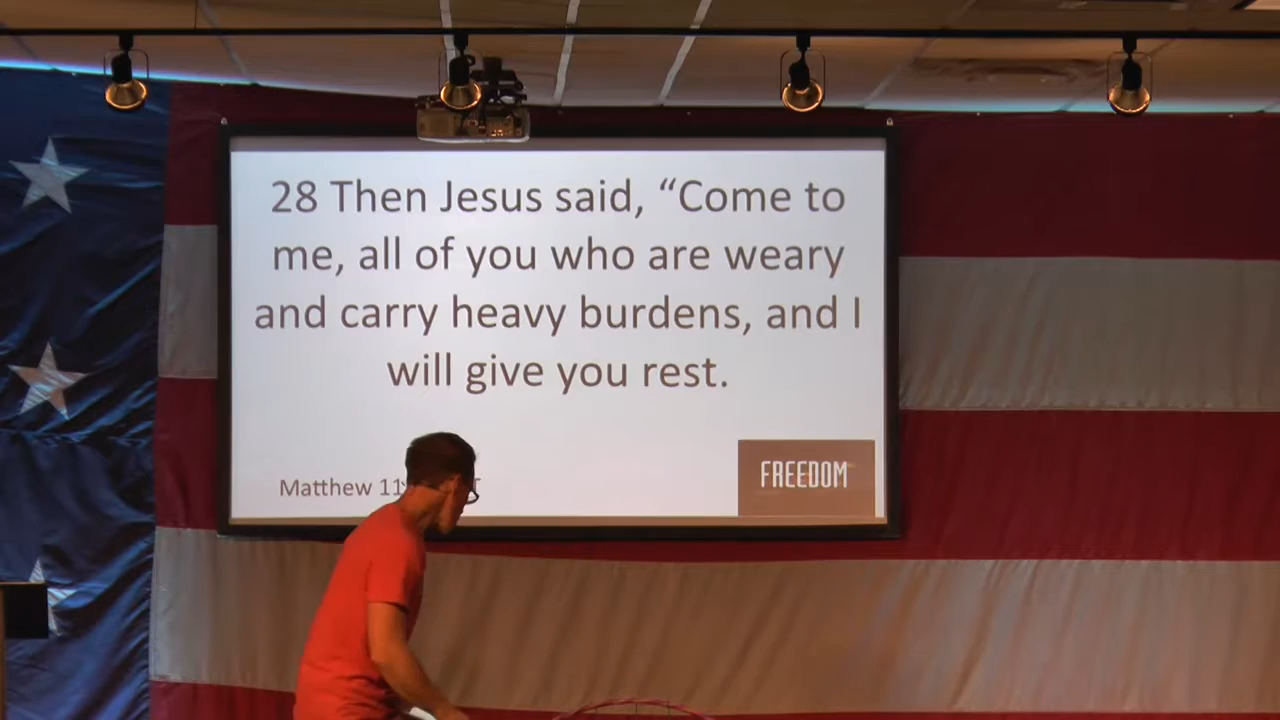 28 Then Jesus said, “Come to
me, all of you who are weary
and carry heavy burdens, and I
will give you rest.
Matthew 11
FREEDOM